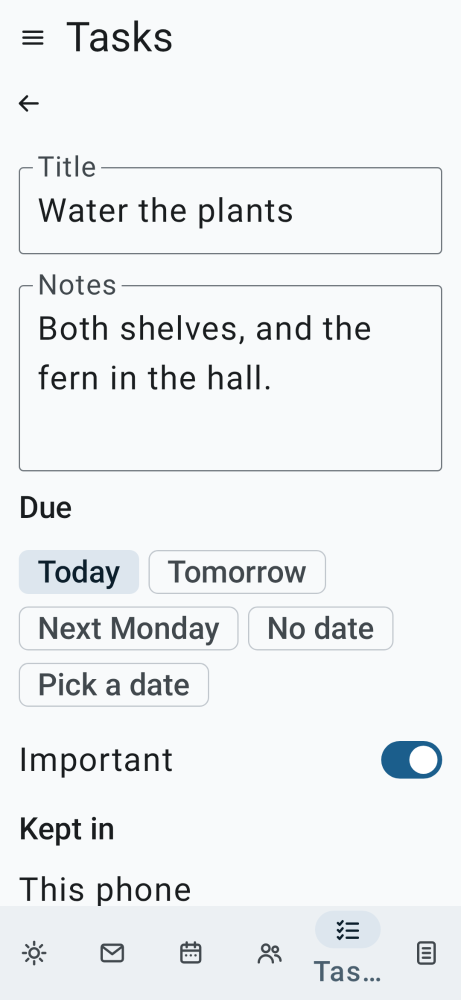 Tasks
Title
Water the plants
Notes
Both shelves, and the
fern in the hall.
Due
Today
Tomorrow
Next Monday
No date
Pick a date
Important
Kept in
This phone
Tas…